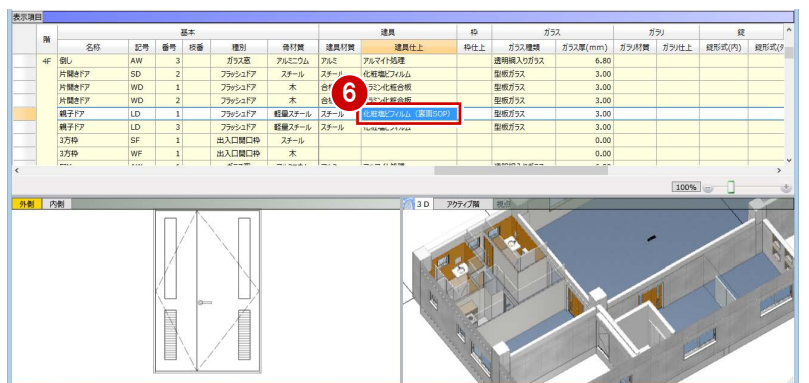 表示項目
階 基本 建具 枠 ガラス ガラリ 錠
名称 記号 番号 枝番 種別 骨材質 建具材質 建具仕上 枠仕上 ガラス種類 ガラス厚(mm) ガラリ材質 ガラリ仕上 錠形式(内)
4F 倒し AW 3 ガラス窓 アルミニウム アルミ アルマイト処理 透明網入りガラス 6.80
片開きドア SD 2 フラッシュドア スチール スチール 化粧塩ビフィルム 型板ガラス 3.00
片開きドア WD 1 フラッシュドア 木 型板ガラス 3.00
片開きドア WD 2 フラッシュドア 木 型板ガラス 3.00
親子ドア LD 1 フラッシュドア 軽量スチール スチール 化粧塩ビフィルム(裏面SOP) 型板ガラス 3.00
親子ドア LD 3 フラッシュドア 軽量スチール スチール 型板ガラス 3.00
3方枠 SF 1 出入口開口枠 スチール 0.00
3方枠 WF 1 出入口開口枠 木 0.00
6
100%
外側 内側
3D アクティブ階 視点